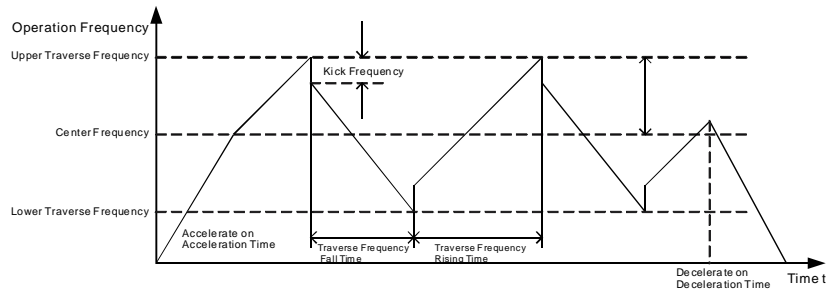 Operation Frequency
Upper Traverse Frequency
Kick Frequency
Center Frequency
Lower Traverse Frequency
Accelerate on
Acceleration Time
Traverse Frequency
Fall Time
Traverse Frequency
Rising Time
Decelerate on
Deceleration Time
Time t